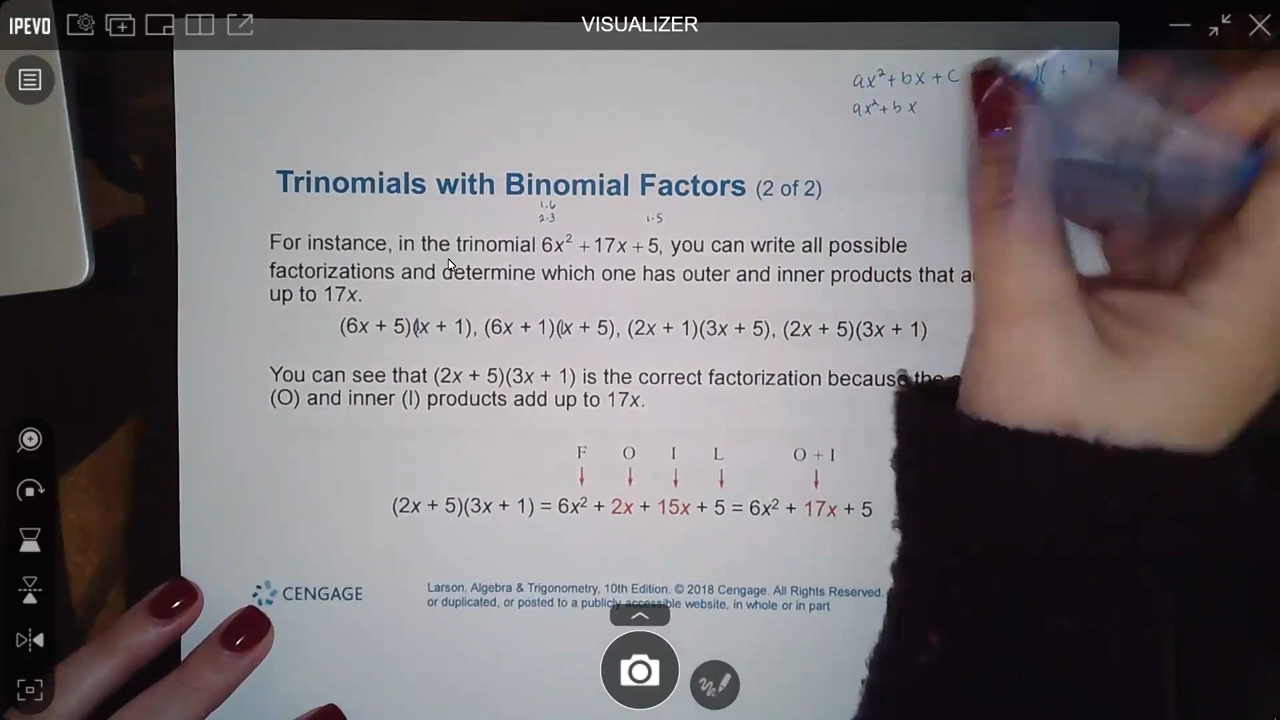 IPEVO
VISUALIZER
ax² + bx + c )( + )
ax² + bx
Trinomials with Binomial Factors (2 of 2)
1·6
2·3
1·5
For instance, in the trinomial 6x² + 17x + 5, you can write all possible
factorizations and determine which one has outer and inner products that a
up to 17x.
(6x + 5)(x + 1), (6x + 1)(x + 5), (2x + 1)(3x + 5), (2x + 5)(3x + 1)
You can see that (2x + 5)(3x + 1) is the correct factorization because the
(O) and inner (I) products add up to 17x.
F O I L O + I
(2x + 5)(3x + 1) = 6x² + 2x + 15x + 5 = 6x² + 17x + 5
CENGAGE
Larson, Algebra & Trigonometry, 10th Edition. © 2018 Cengage. All Rights Reserved.
or duplicated, or posted to a publicly accessible website, in whole or in part